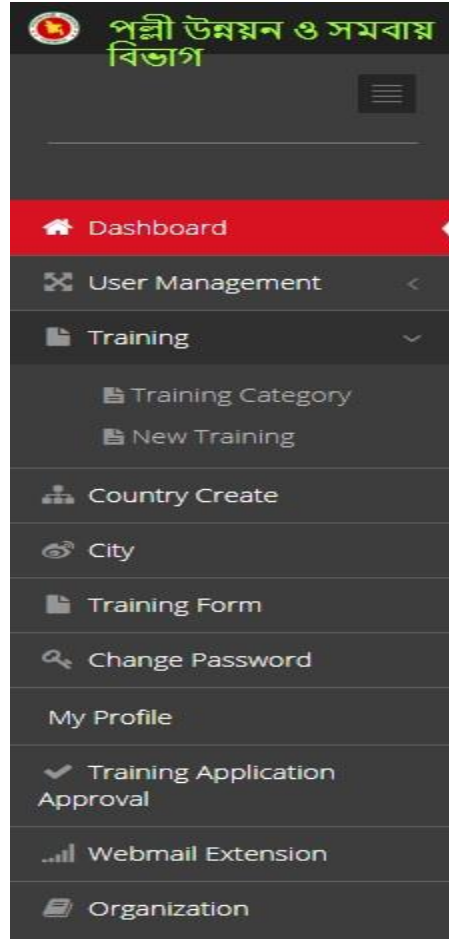 পল্লী উন্নয়ন ও সমবায়
বিভাগ
Dashboard
User Management
Training
Training Category
New Training
Country Create
City
Training Form
Change Password
My Profile
Training Application
Approval
Webmail Extension
Organization